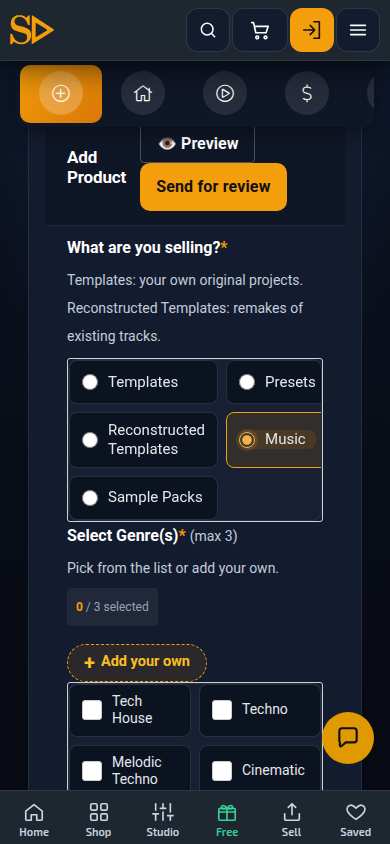 S
$
Add
Product
Preview
Send for review
What are you selling?*
Templates: your own original projects.
Reconstructed Templates: remakes of
existing tracks.
Templates
Presets
Reconstructed
Templates
Music
Sample Packs
Select Genre(s)* (max 3)
Pick from the list or add your own.
0 / 3 selected
+ Add your own
Tech
House
Techno
Melodic
Techno
Cinematic
Home
Shop
Studio
Free
Sell
Saved